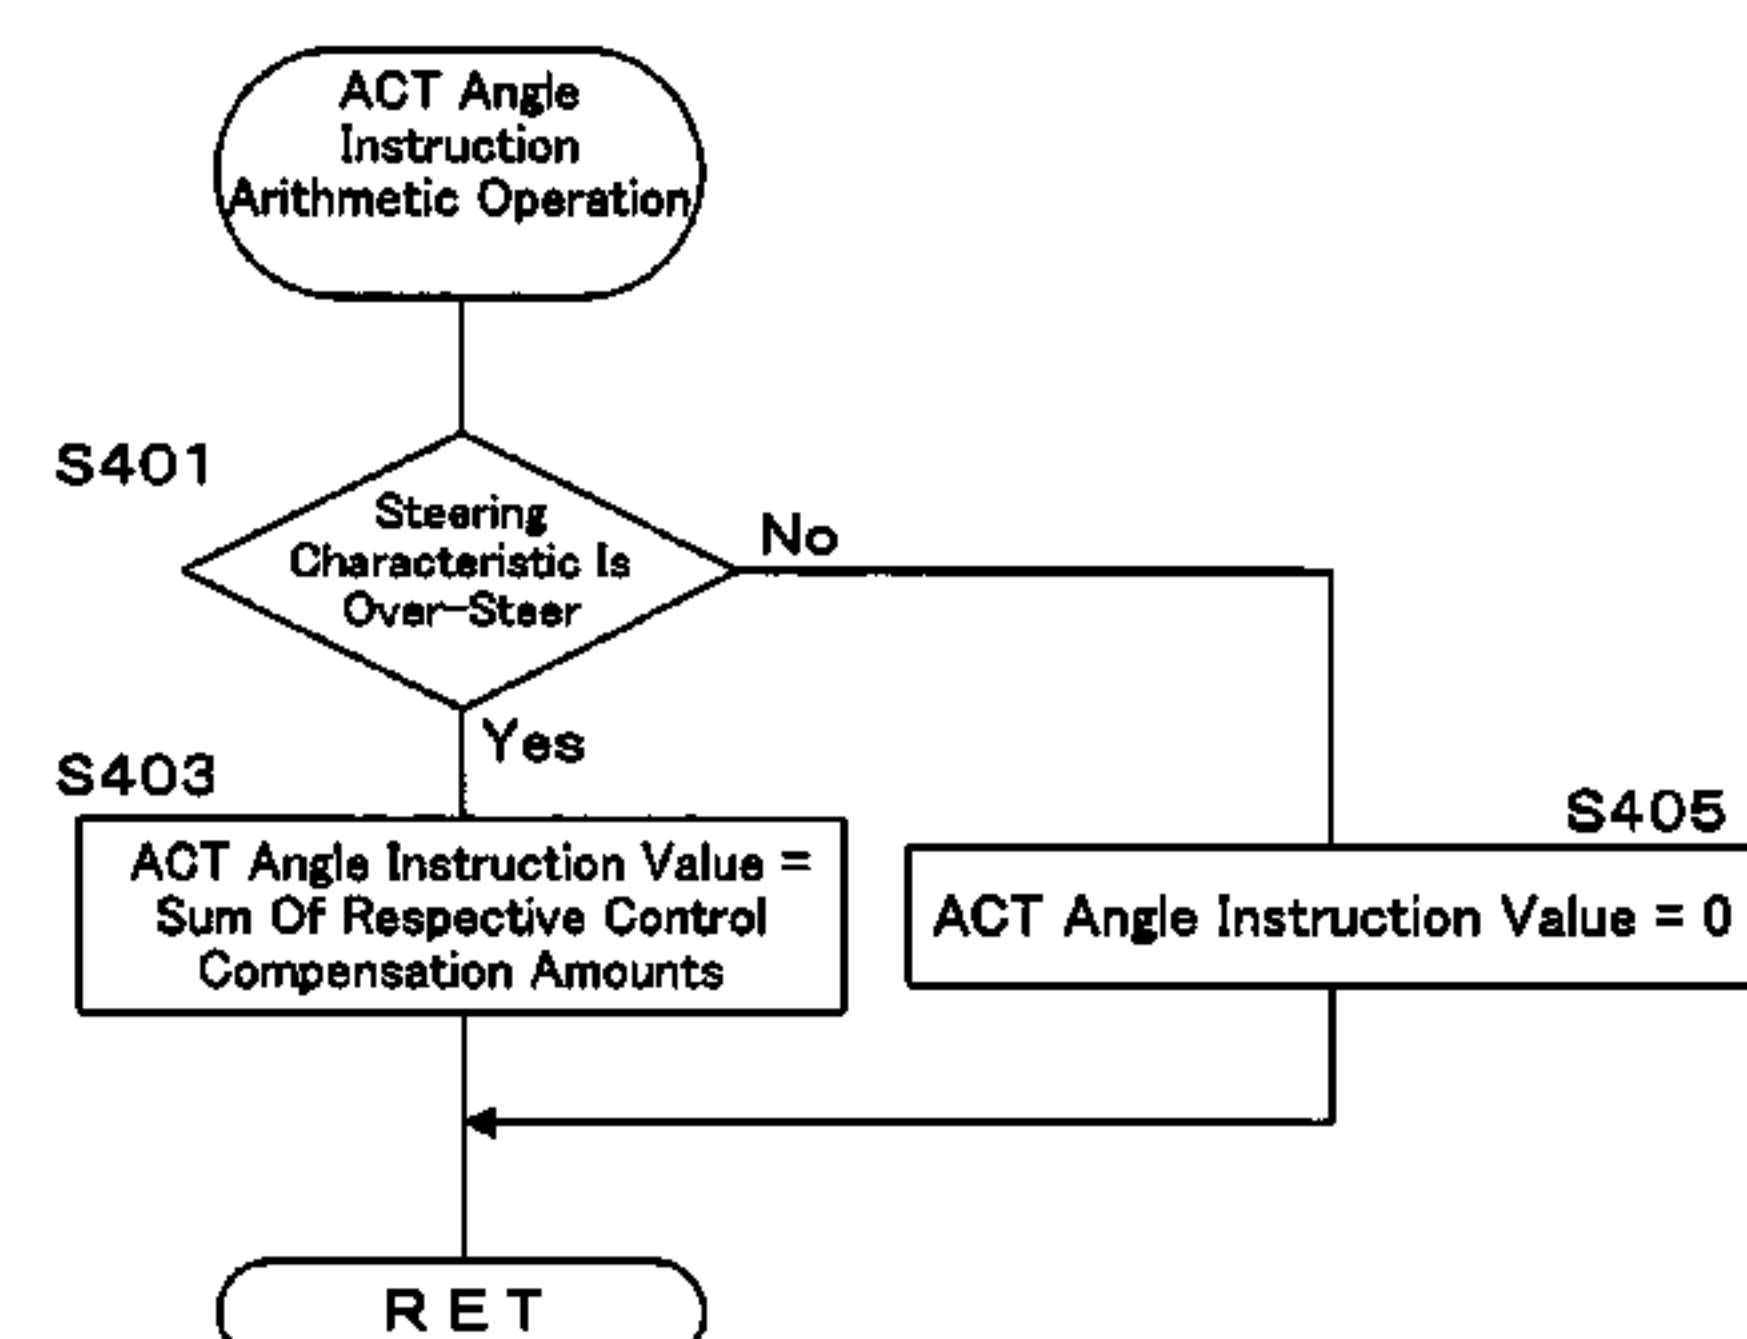 ACT Angle
Instruction
Arithmetic Operation
S401
Steering
Characteristic Is
Over-Steer
No
Yes
S403
ACT Angle Instruction Value =
Sum Of Respective Control
Compensation Amounts
S405
ACT Angle Instruction Value = 0
RET